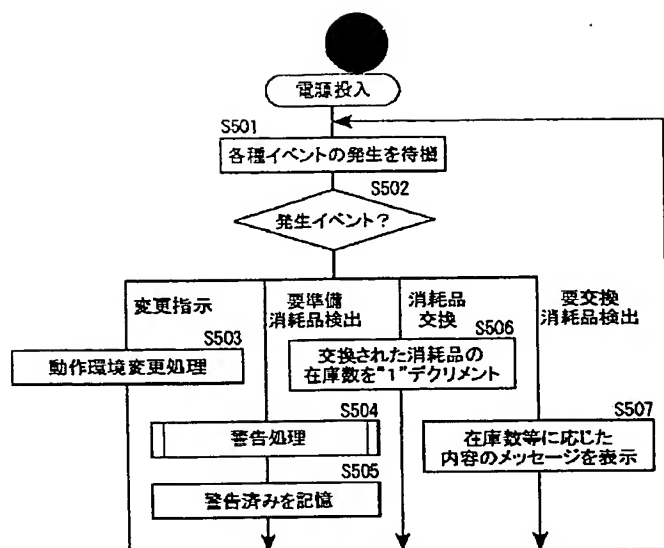 電源投入
S501
各種イベントの発生を待機
S502
発生イベント?
変更指示
要準備
消耗品検出
消耗品
交換
要交換
消耗品検出
S503
動作環境変更処理
S506
交換された消耗品の
在庫数を"1"デクリメント
S504
警告処理
S507
在庫数等に応じた
内容のメッセージを表示
S505
警告済みを記憶